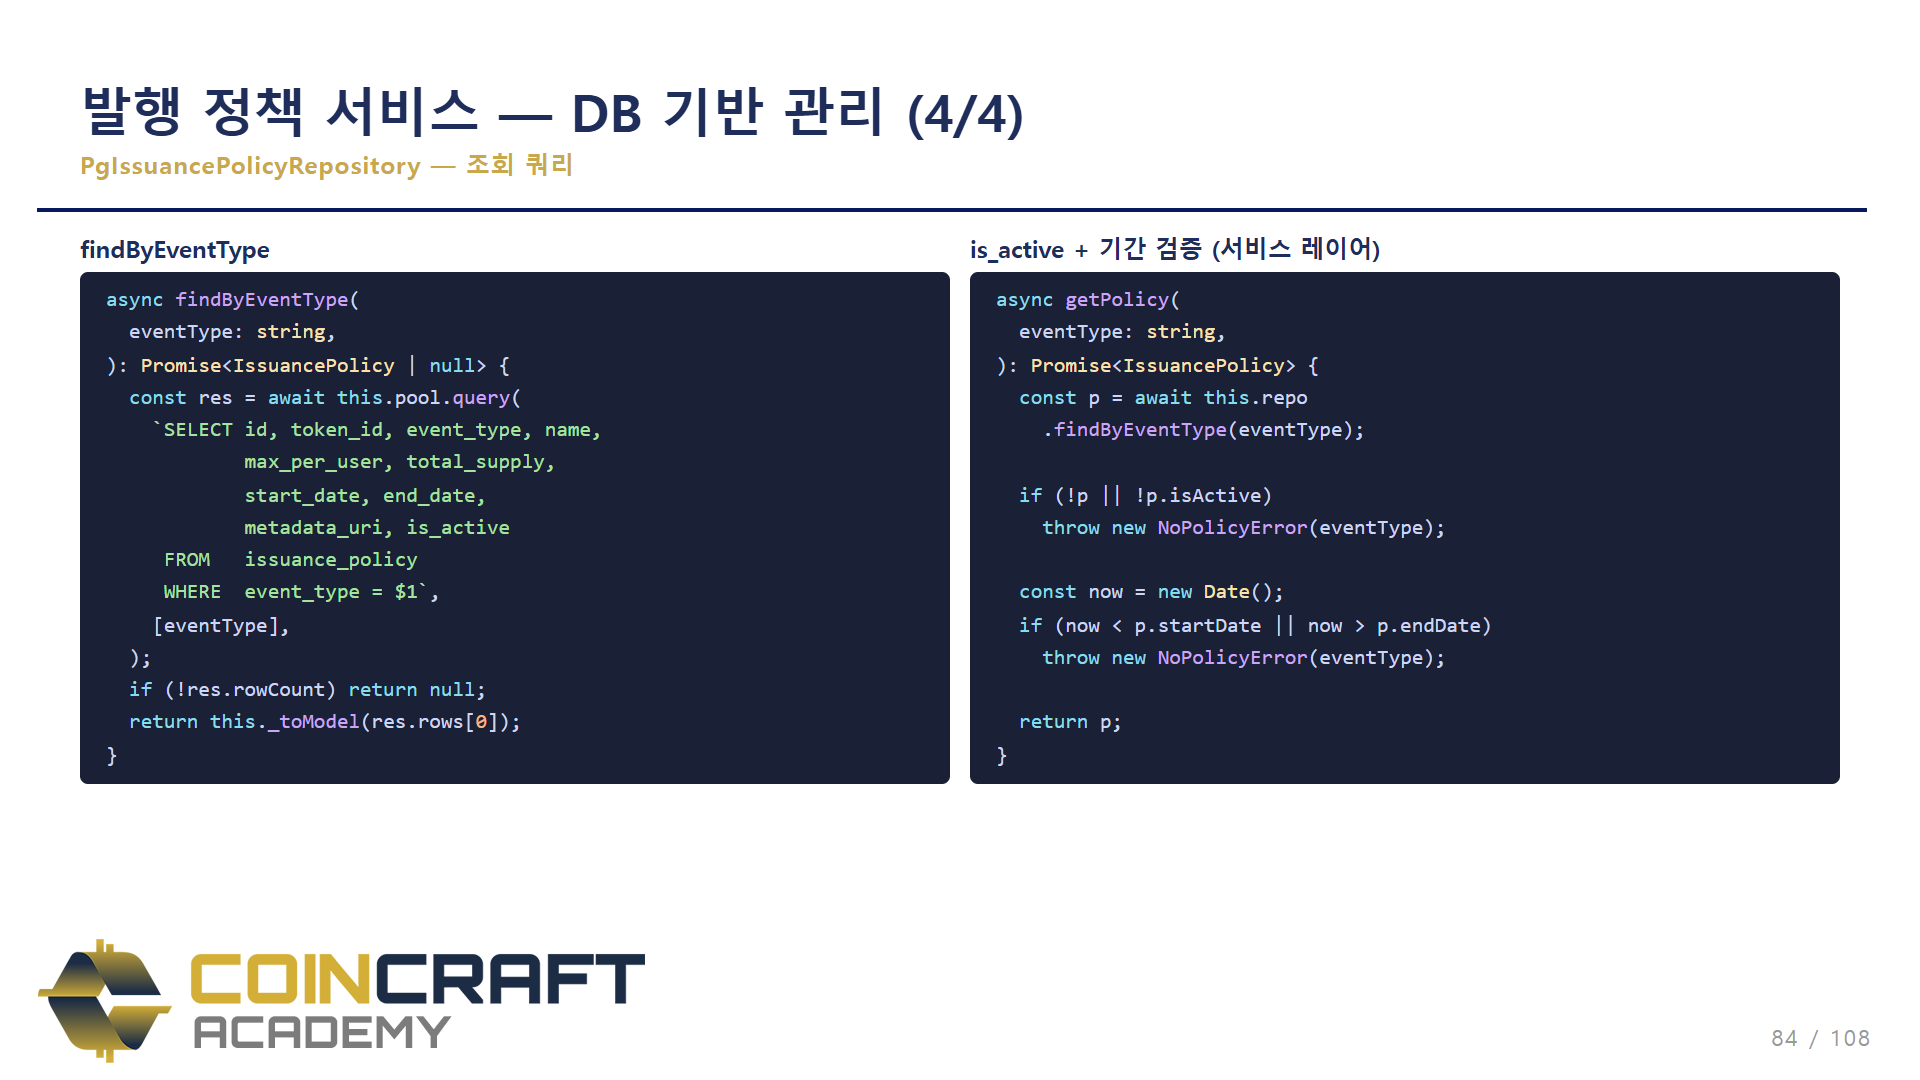 발행 정책 서비스 — DB 기반 관리 (4/4)
PgIssuancePolicyRepository — 조회 쿼리
findByEventType
async findByEventType(
  eventType: string,
): Promise<IssuancePolicy | null> {
  const res = await this.pool.query(
    `SELECT id, token_id, event_type, name,
            max_per_user, total_supply,
            start_date, end_date,
            metadata_uri, is_active
     FROM   issuance_policy
     WHERE  event_type = $1`,
    [eventType],
  );
  if (!res.rowCount) return null;
  return this._toModel(res.rows[0]);
}
is_active + 기간 검증 (서비스 레이어)
async getPolicy(
  eventType: string,
): Promise<IssuancePolicy> {
  const p = await this.repo
    .findByEventType(eventType);

  if (!p || !p.isActive)
    throw new NoPolicyError(eventType);

  const now = new Date();
  if (now < p.startDate || now > p.endDate)
    throw new NoPolicyError(eventType);

  return p;
}
COINCRAFT
ACADEMY
84 / 108